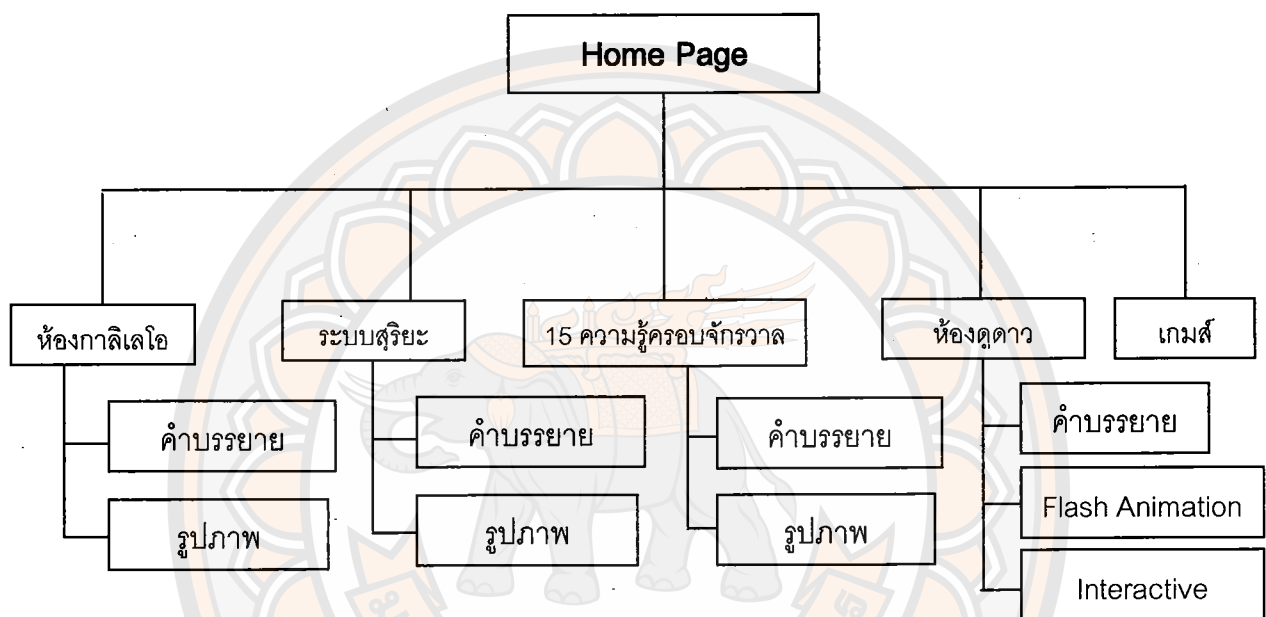 Home Page
ห้องกาลิเลโอ
ระบบสุริยะ
15 ความรู้ครอบจักรวาล
ห้องดูดาว
เกมส์
คำบรรยาย
รูปภาพ
คำบรรยาย
รูปภาพ
คำบรรยาย
รูปภาพ
คำบรรยาย
Flash Animation
Interactive